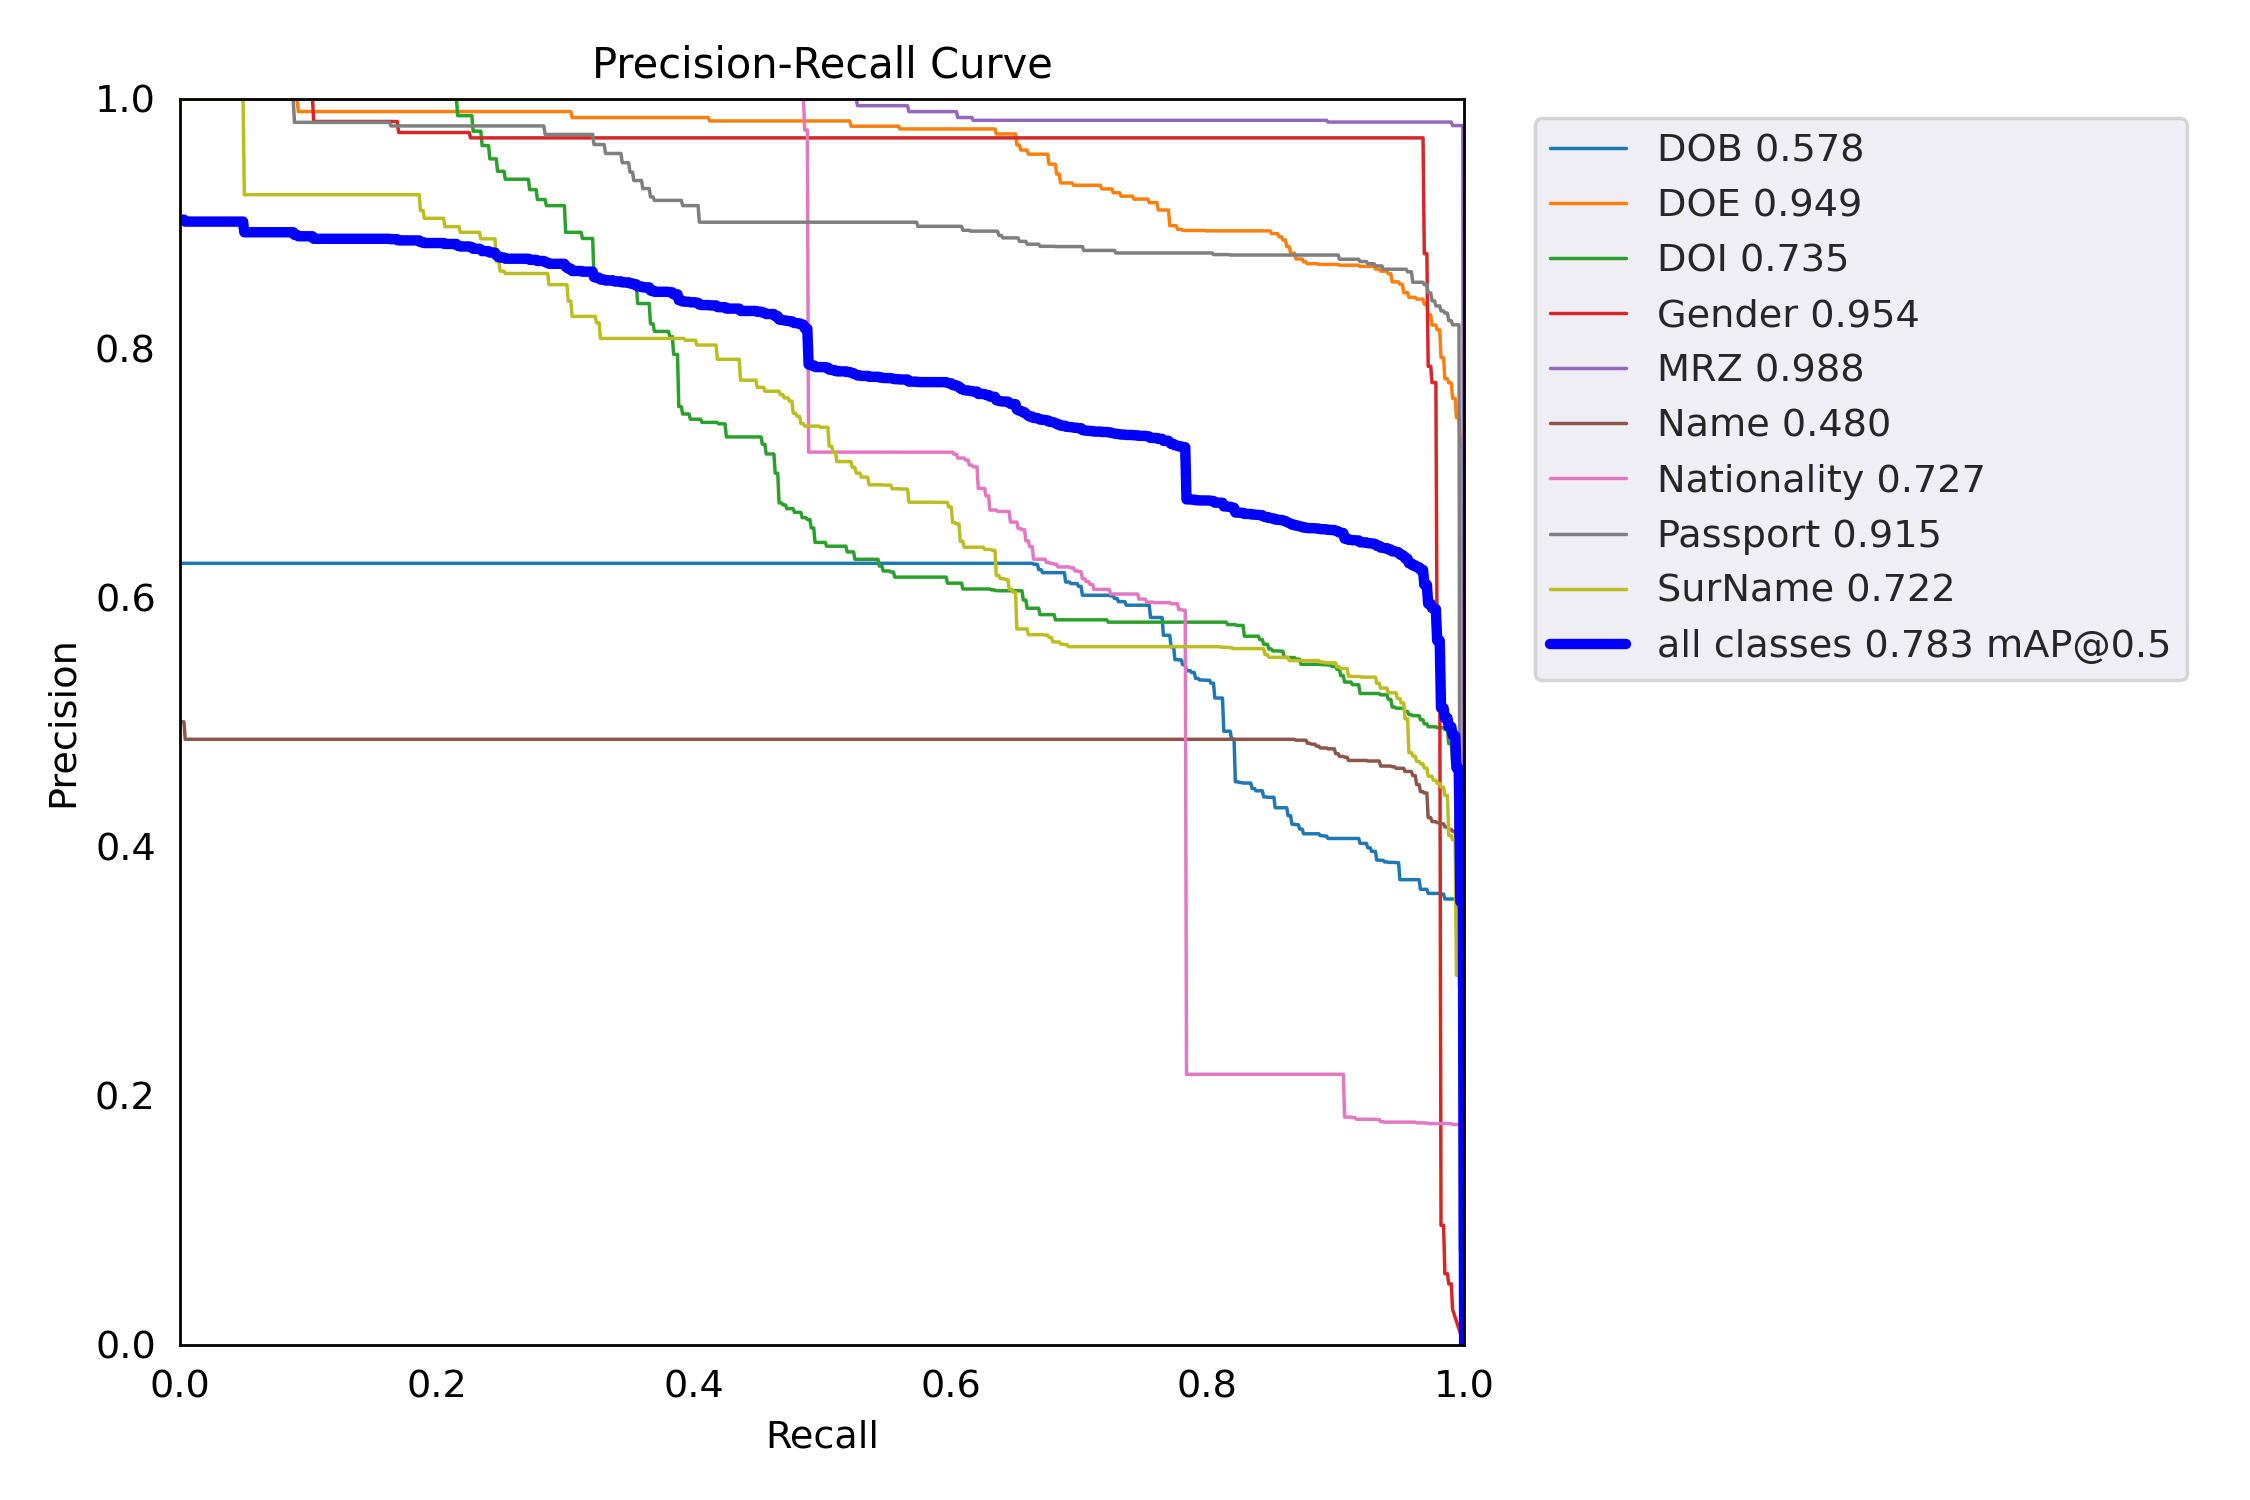 Precision-Recall Curve
1.0
0.8
0.6
0.4
0.2
0.0
Precision
0.0 0.2 0.4 0.6 0.8 1.0
Recall
DOB 0.578
DOE 0.949
DOI 0.735
Gender 0.954
MRZ 0.988
Name 0.480
Nationality 0.727
Passport 0.915
SurName 0.722
all classes 0.783 mAP@0.5